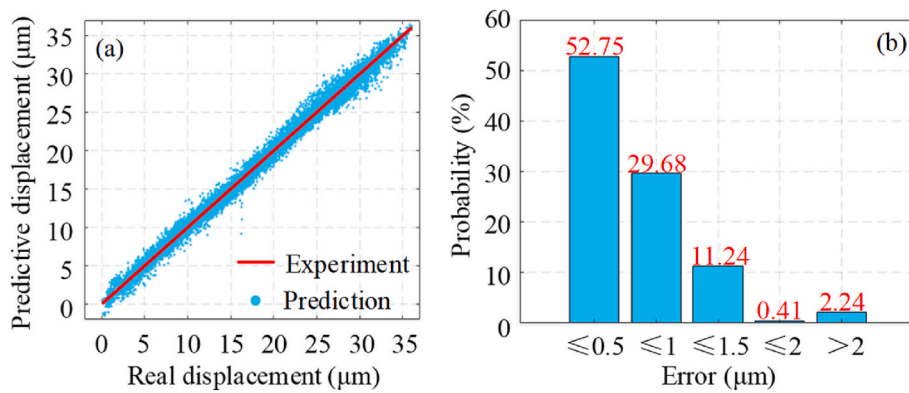 (a)
Predictive displacement (μm)
35
30
25
20
15
10
5
0
Experiment
Prediction
0 5 10 15 20 25 30 35
Real displacement (μm)
(b)
Probability (%)
60
50
40
30
20
10
0
52.75
29.68
11.24
0.41
2.24
≤0.5 ≤1 ≤1.5 ≤2 >2
Error (μm)